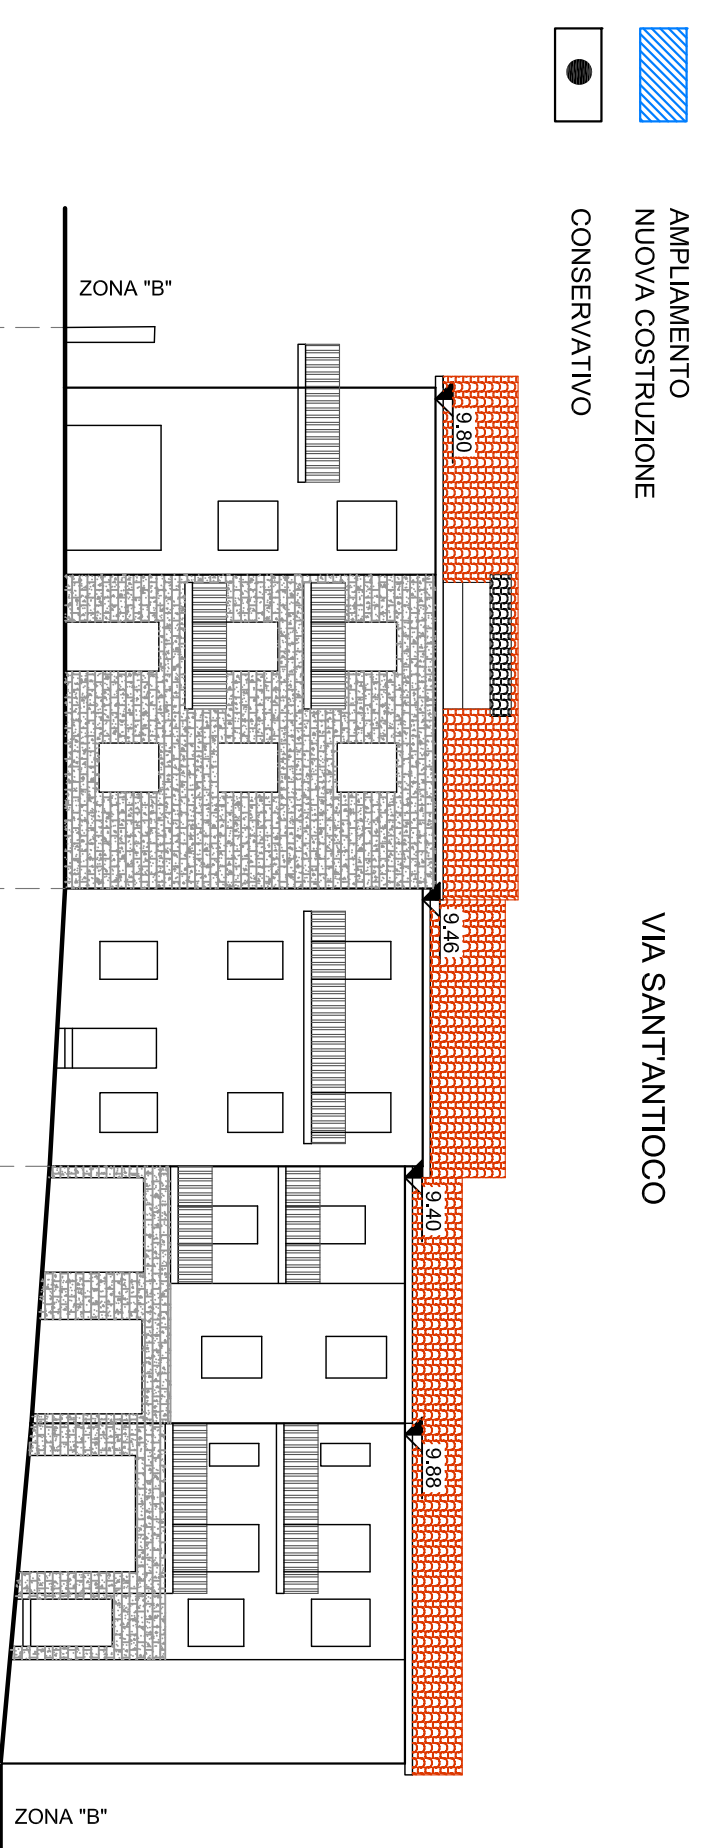 AMPLIAMENTO
NUOVA COSTRUZIONE
CONSERVATIVO
VIA SANT'ANTIOCO
ZONA "B"
9.80
9.46
9.40
9.88
ZONA "B"